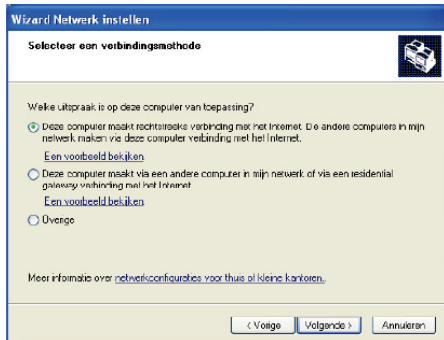 Wizard Netwerk instellen
Selecteer een verbindingsmethode
Welke uitspraak is op deze computer van toepassing?
Deze computer maakt rechtstreeks verbinding met het Internet. De andere computers in mijn
netwerk maken via deze computer verbinding met het Internet.
Een voorbeeld bekijken.
Deze computer maakt via een andere computer in mijn netwerk of via een residential
gateway verbinding met het Internet
Een voorbeeld bekijken.
Overige
Meer informatie over netwerkconfiguraties voor thuis of kleine kantoren.
< Vorige
Volgende >
Annuleren